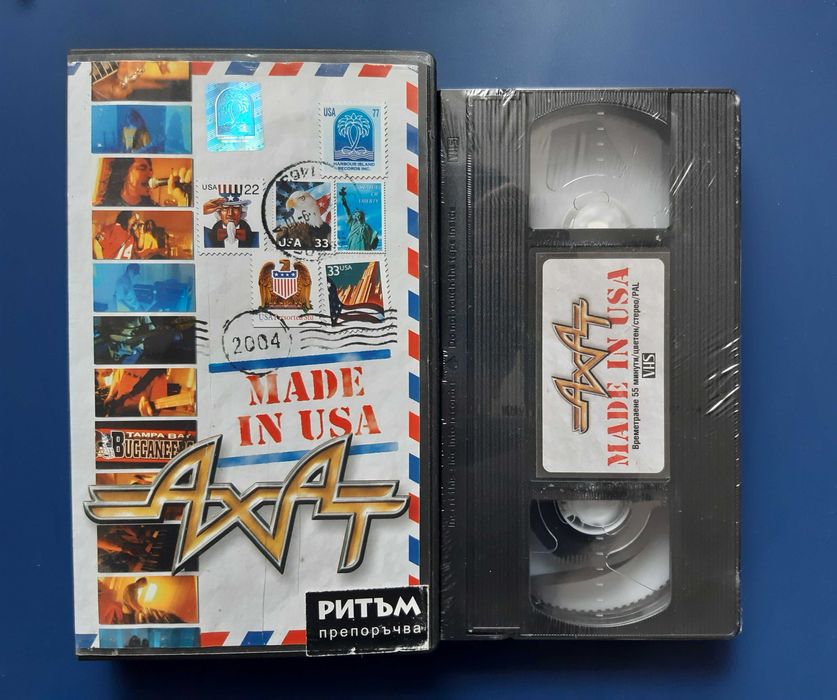 USA 77
HARBOUR ISLAND
RECORDS INC.
USA 22
USA 33
33 USA
2004
MADE
IN USA
TAMPA BAY
BUCCANEERS
АХАТ
РИТЪМ
препоръчва
VHS
АХАТ
MADE IN USA
Времетраене 55 минути/цветен/стерео/PAL
VHS